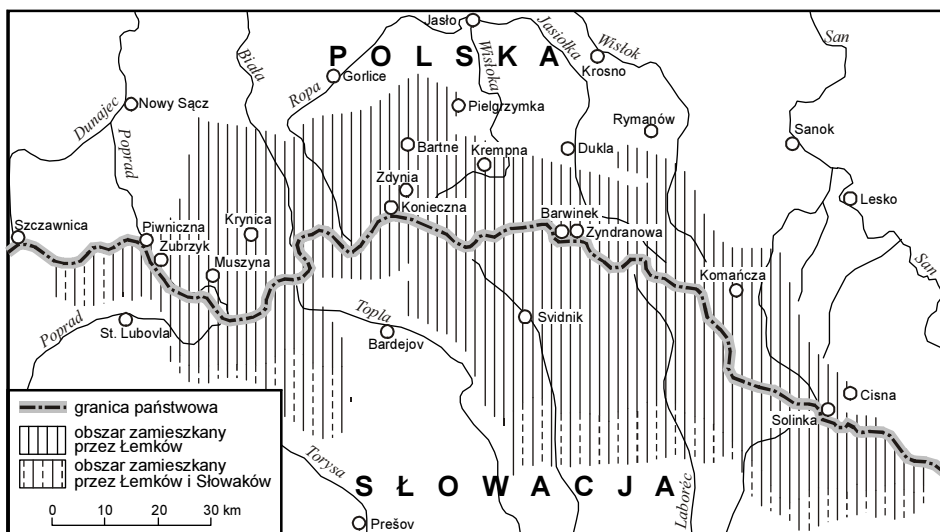 Jasło
San
P O L S K A
Biała
Jasiołka
Wisłok
Wisłoka
Krosno
Gorlice
Ropa
Dunajec
Nowy Sącz
Pielgrzymka
Rymanów
Sanok
Poprad
Bartne
Krempna
Dukla
Zdynia
Lesko
Szczawnica
Piwniczna
Krynica
Konieczna
Barwinek
Żyndranowa
Zubrzyk
Muszyna
Komańcza
San
Poprad
St. Lubovla
Topla
Svidnik
Bardejov
Cisna
Solinka
granica państwowa
obszar zamieszkany
przez Łemków
obszar zamieszkany
przez Łemków i Słowaków
0 10 20 30 km
Torysa
S Ł O W A C J A
Laboréc
Prešov